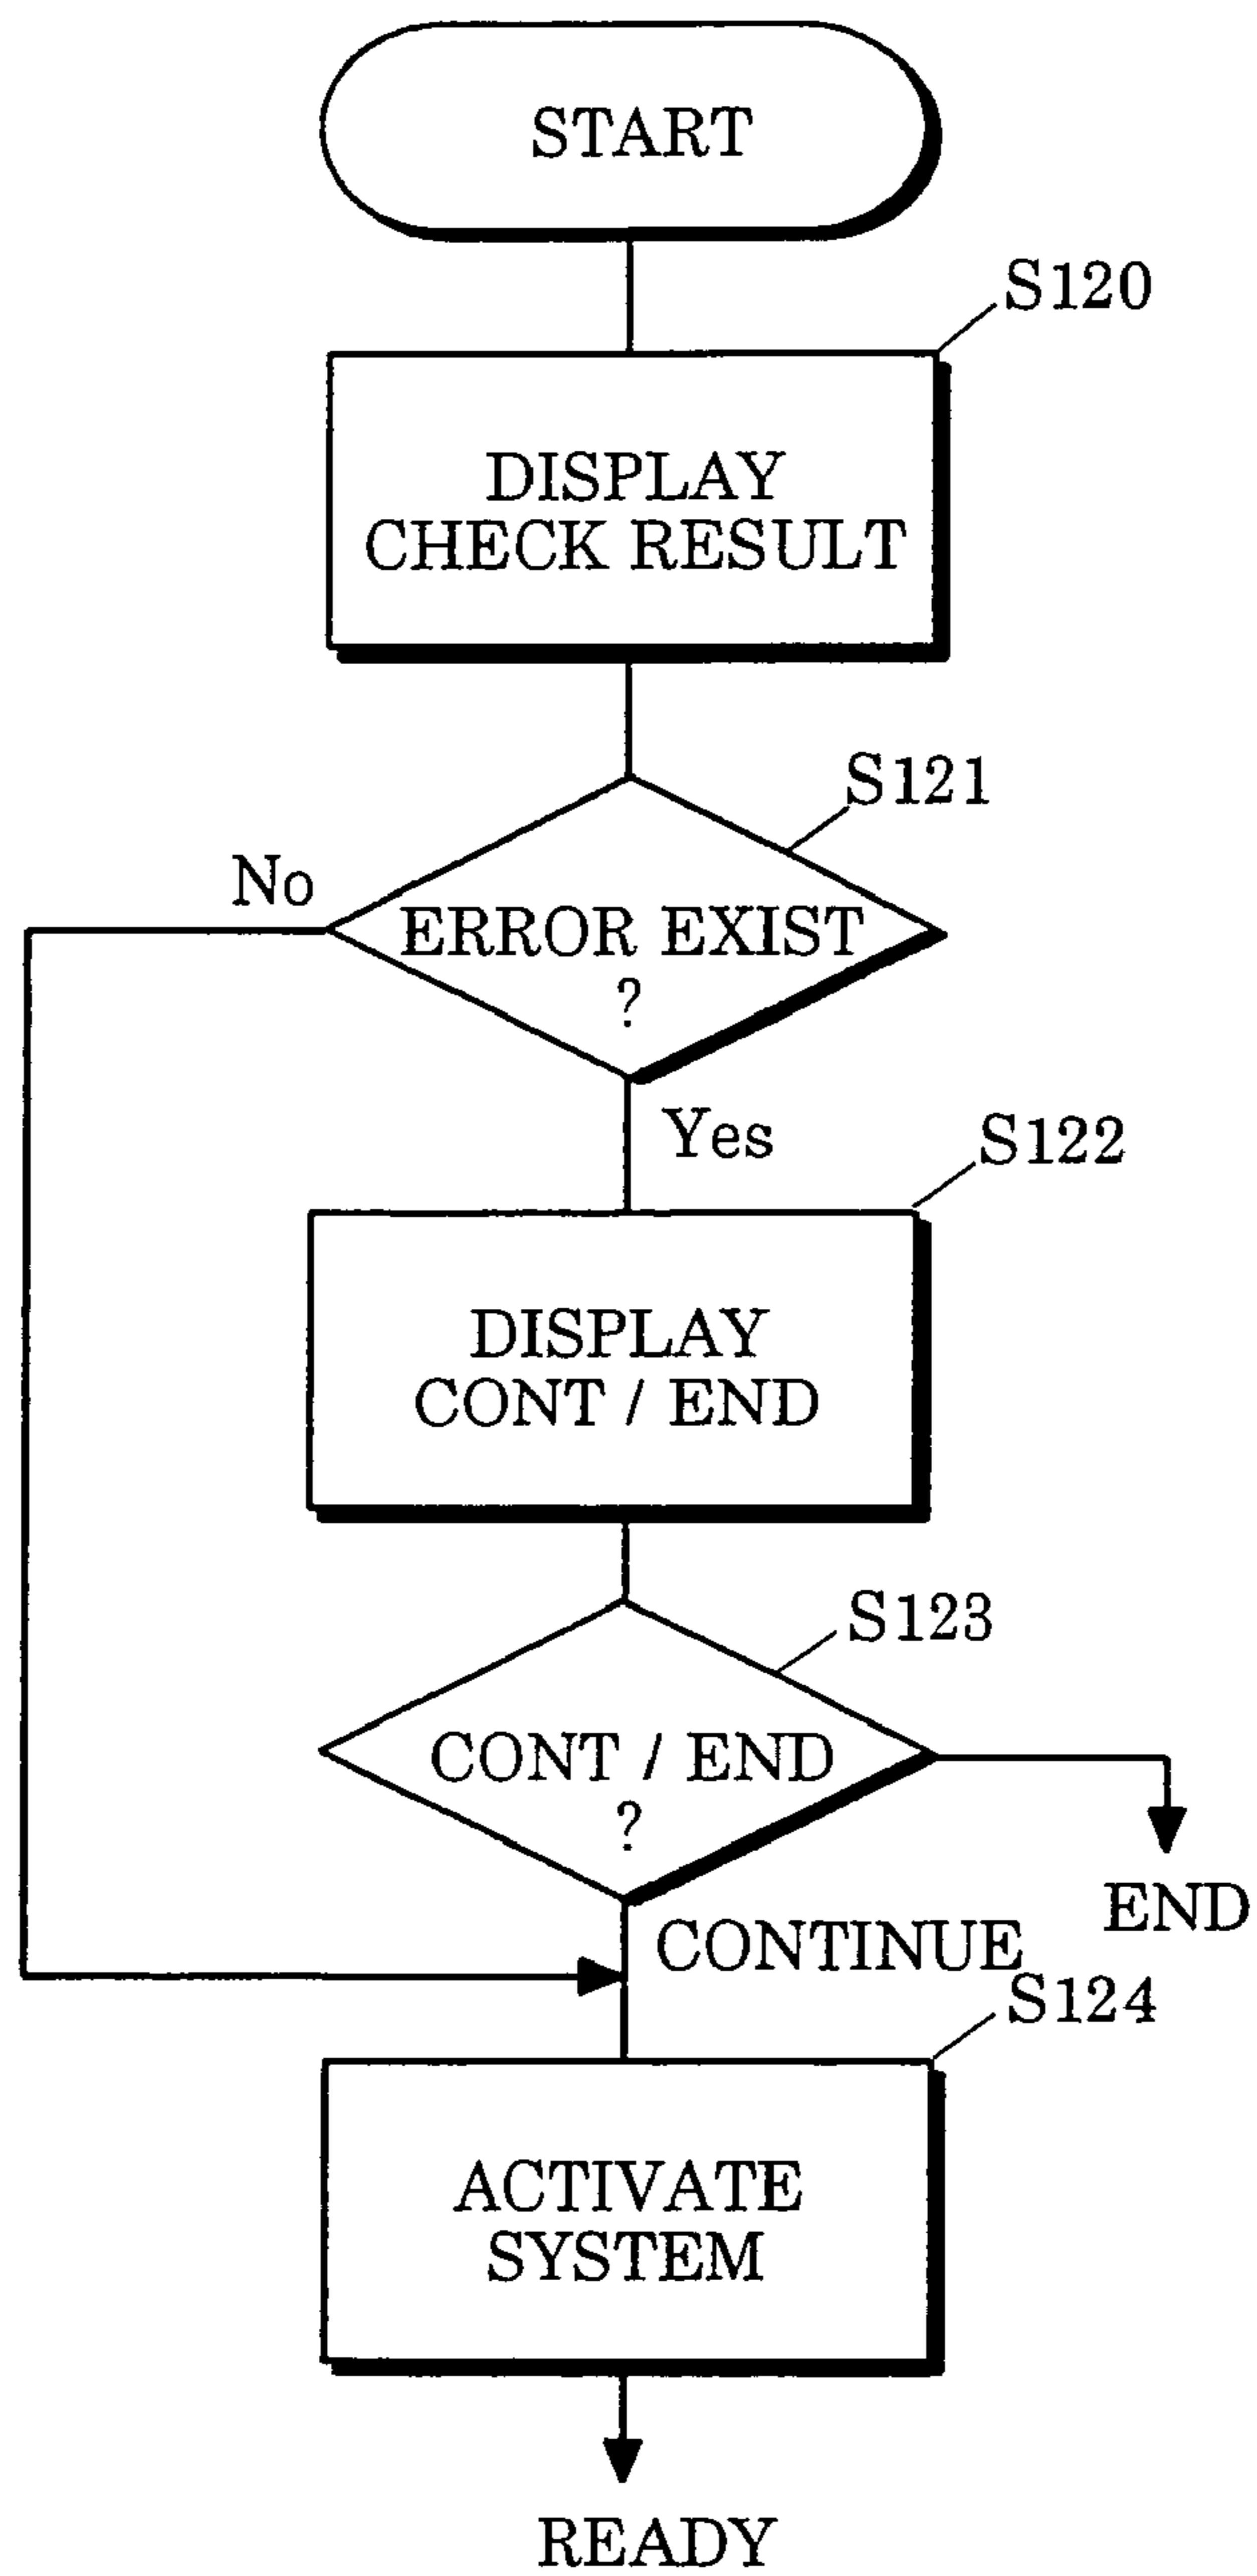 START
S120
DISPLAY
CHECK RESULT
S121
No
ERROR EXIST
?
Yes
S122
DISPLAY
CONT / END
S123
CONT / END
?
END
CONTINUE
S124
ACTIVATE
SYSTEM
READY